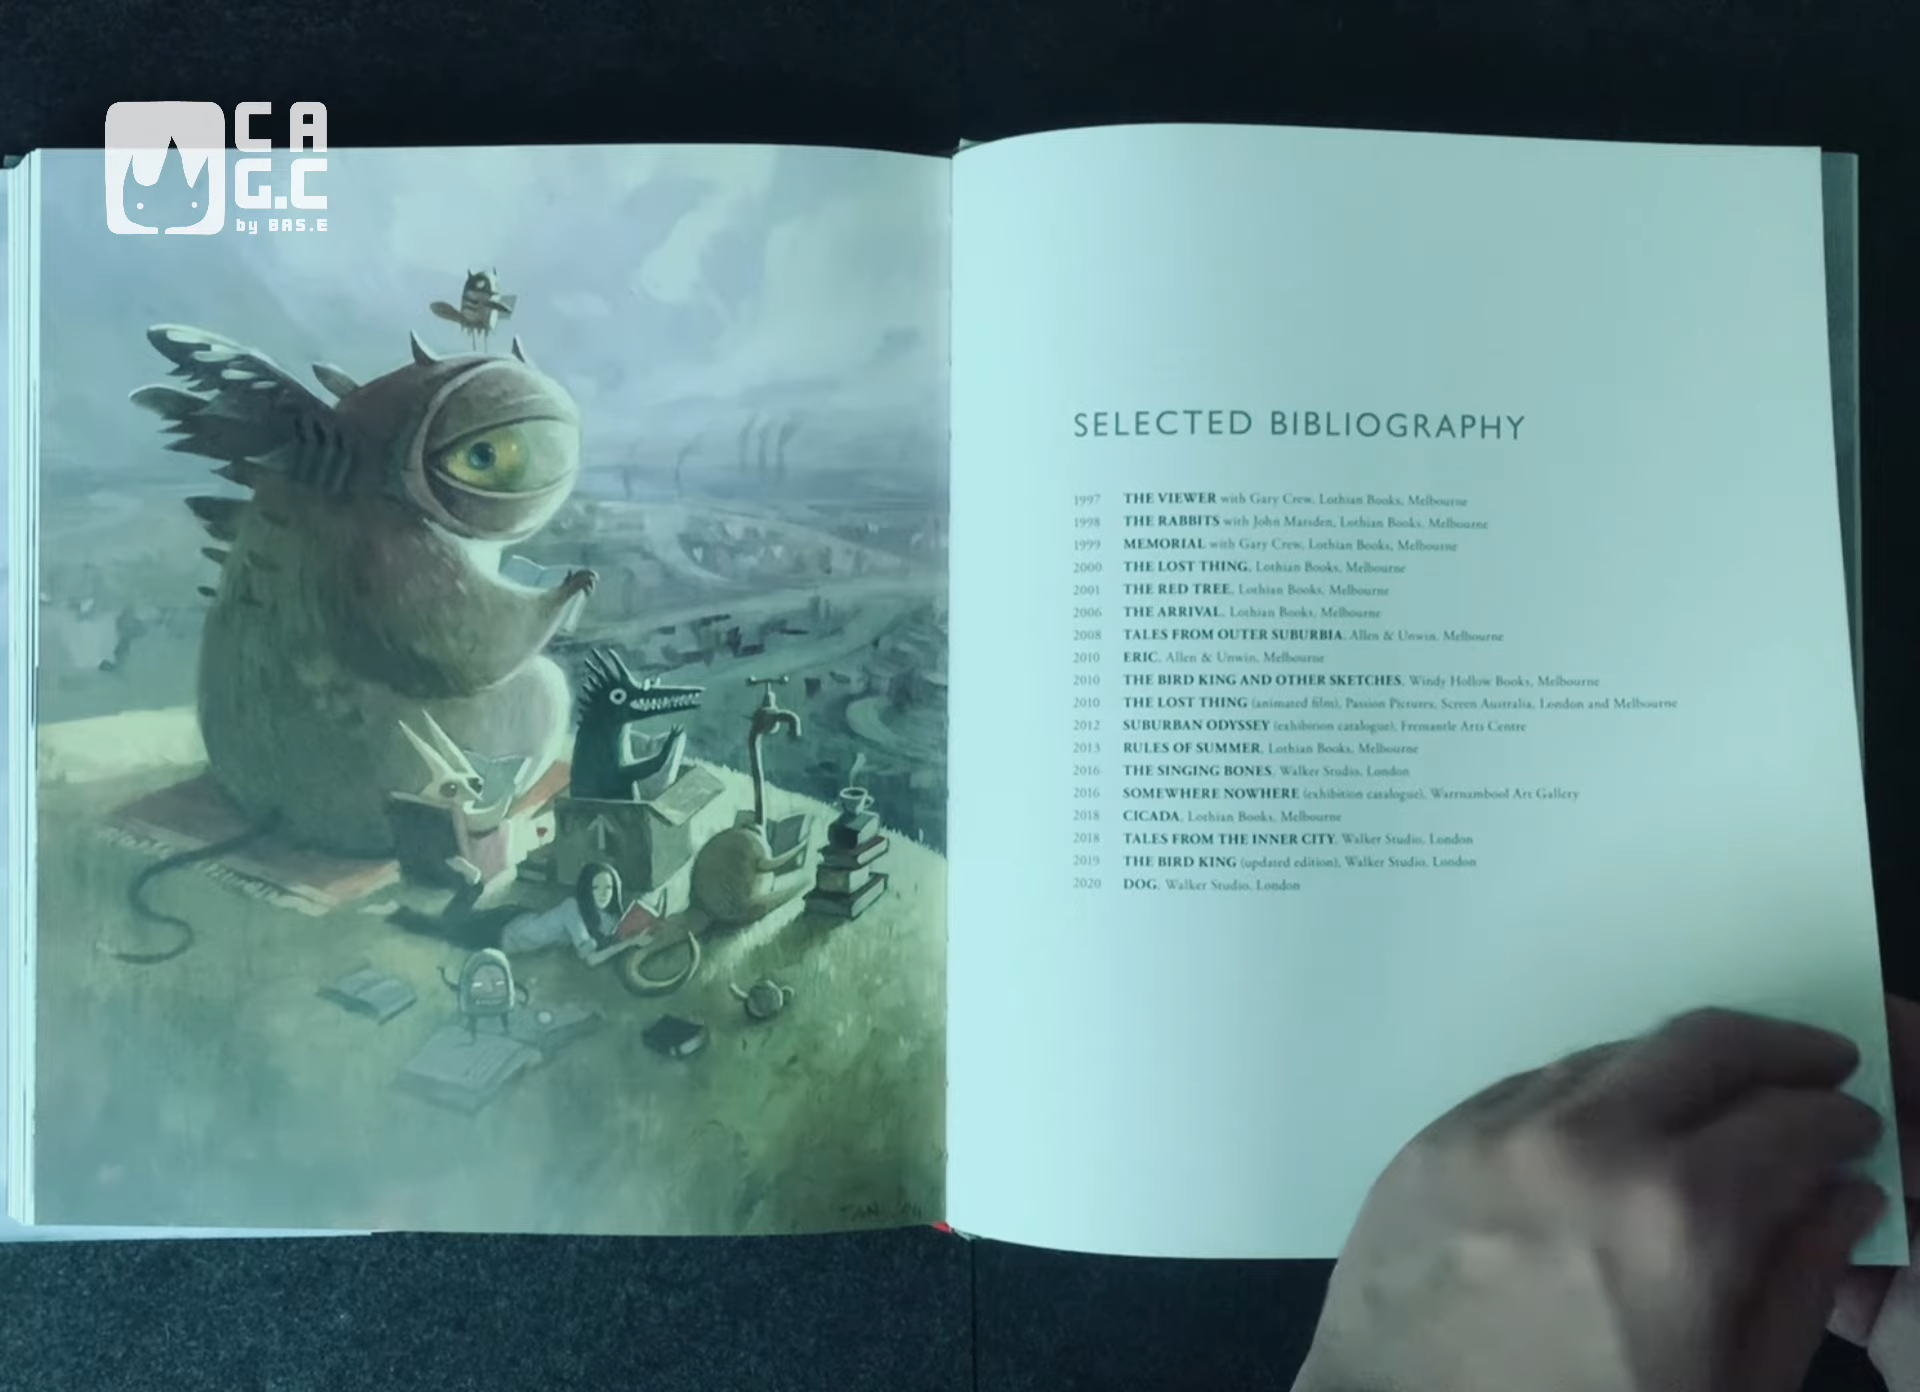 C A
G.C
by BAS.E
SELECTED BIBLIOGRAPHY
1997 THE VIEWER with Gary Crew, Lothian Books, Melbourne
1998 THE RABBITS with John Marsden, Lothian Books, Melbourne
1999 MEMORIAL with Gary Crew, Lothian Books, Melbourne
2000 THE LOST THING, Lothian Books, Melbourne
2001 THE RED TREE, Lothian Books, Melbourne
2006 THE ARRIVAL, Lothian Books, Melbourne
2008 TALES FROM OUTER SUBURBIA, Allen & Unwin, Melbourne
2010 ERIC, Allen & Unwin, Melbourne
2010 THE BIRD KING AND OTHER SKETCHES, Windy Hollow Books, Melbourne
2010 THE LOST THING (animated film), Passion Pictures, Screen Australia, London and Melbourne
2012 SUBURBAN ODYSSEY (exhibition catalogue), Fremantle Arts Centre
2013 RULES OF SUMMER, Lothian Books, Melbourne
2016 THE SINGING BONES, Walker Studio, London
2016 SOMEWHERE NOWHERE (exhibition catalogue), Warrnambool Art Gallery
2018 CICADA, Lothian Books, Melbourne
2018 TALES FROM THE INNER CITY, Walker Studio, London
2019 THE BIRD KING (updated edition), Walker Studio, London
2020 DOG, Walker Studio, London
TAN